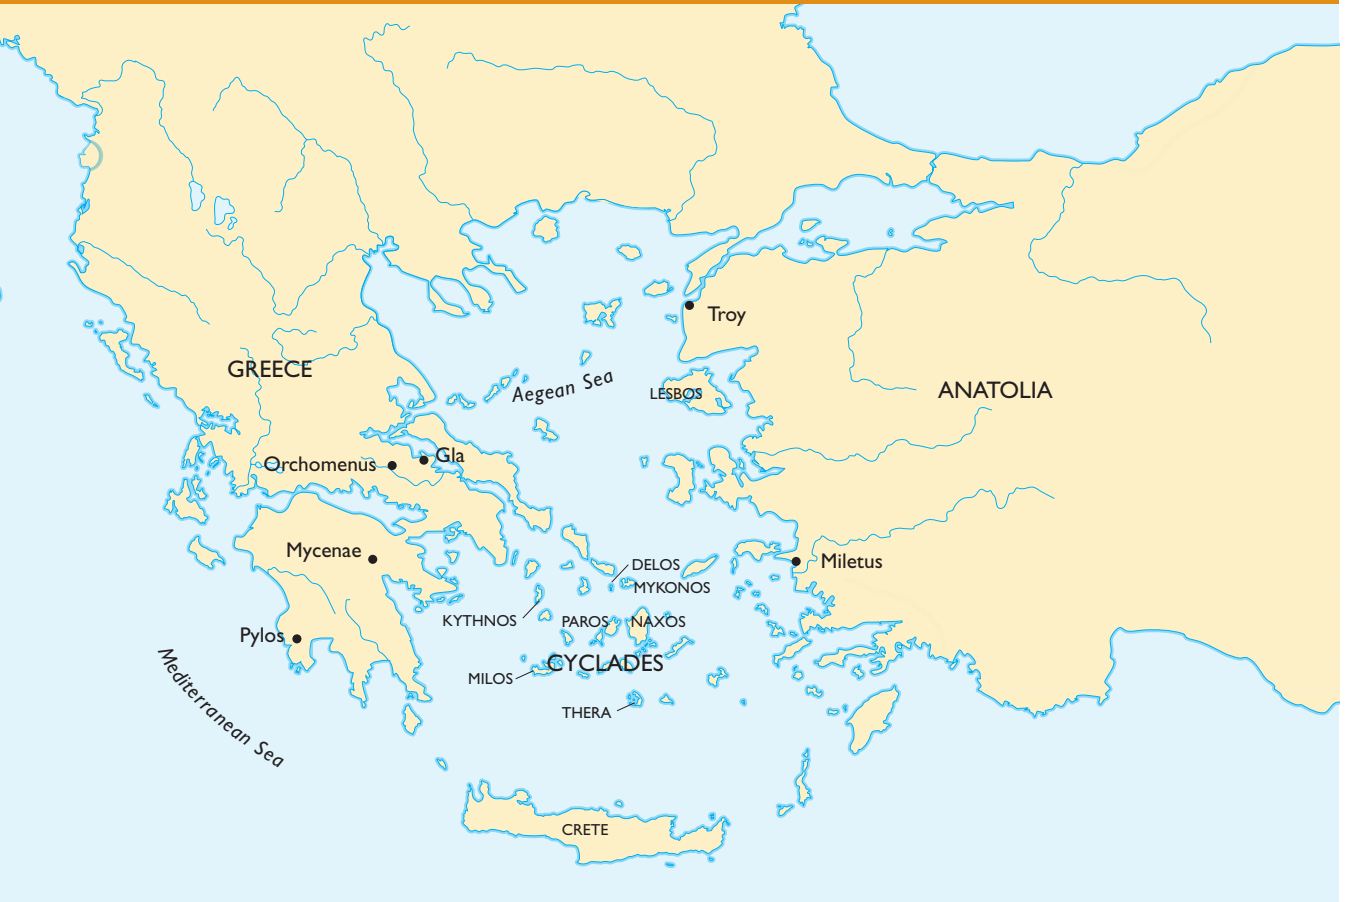 Troy
GREECE
Aegean Sea
LESBOS
ANATOLIA
Gla
Orchomenus
Mycenae
DELOS
Miletus
MYKONOS
KYTHNOS
PAROS
NAXOS
Pylos
CYCLADES
MILOS
Mediterranean Sea
THERA
CRETE